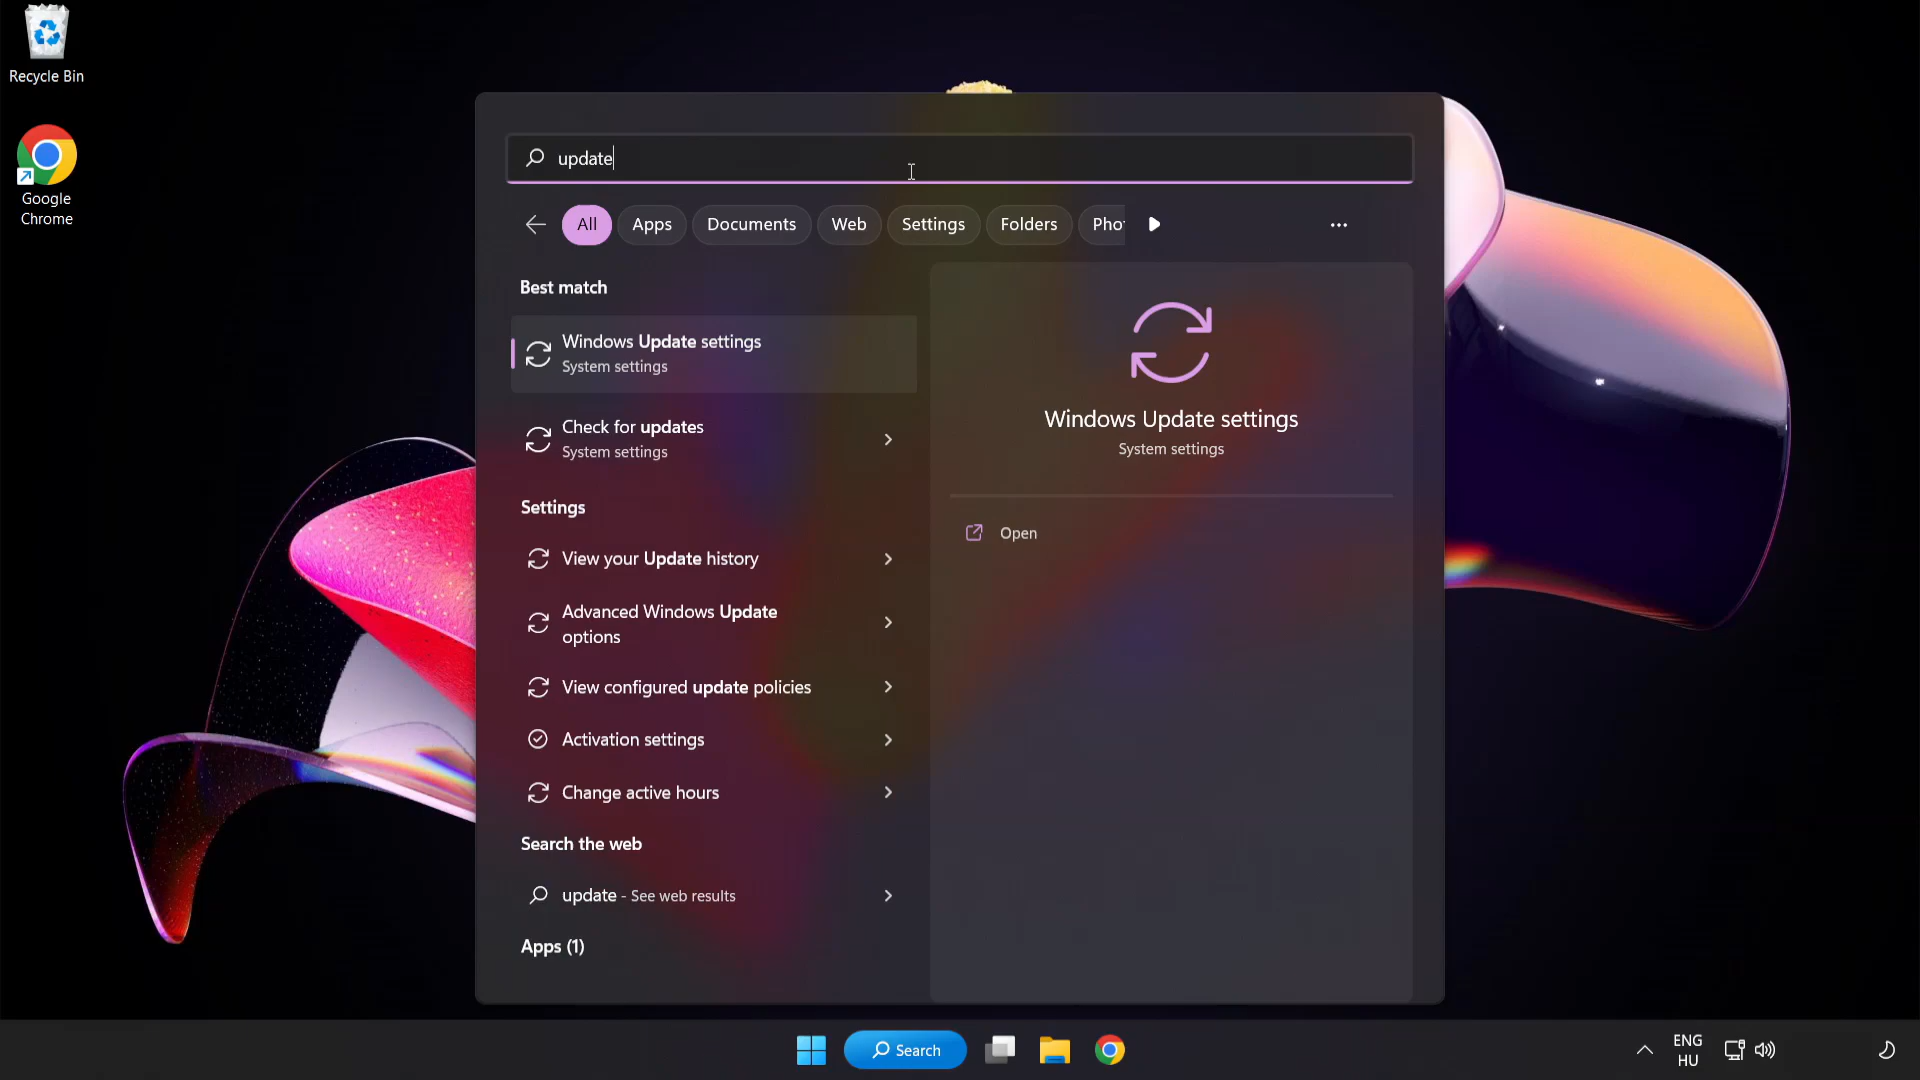 Recycle Bin
Google
Chrome
update
All
Apps
Documents
Web
Settings
Folders
Pho
Best match
Windows Update settings
System settings
Check for updates
System settings
Settings
View your Update history
Advanced Windows Update
options
View configured update policies
Activation settings
Change active hours
Search the web
update - See web results
Apps (1)
Windows Update settings
System settings
Open
Search
ENG
HU